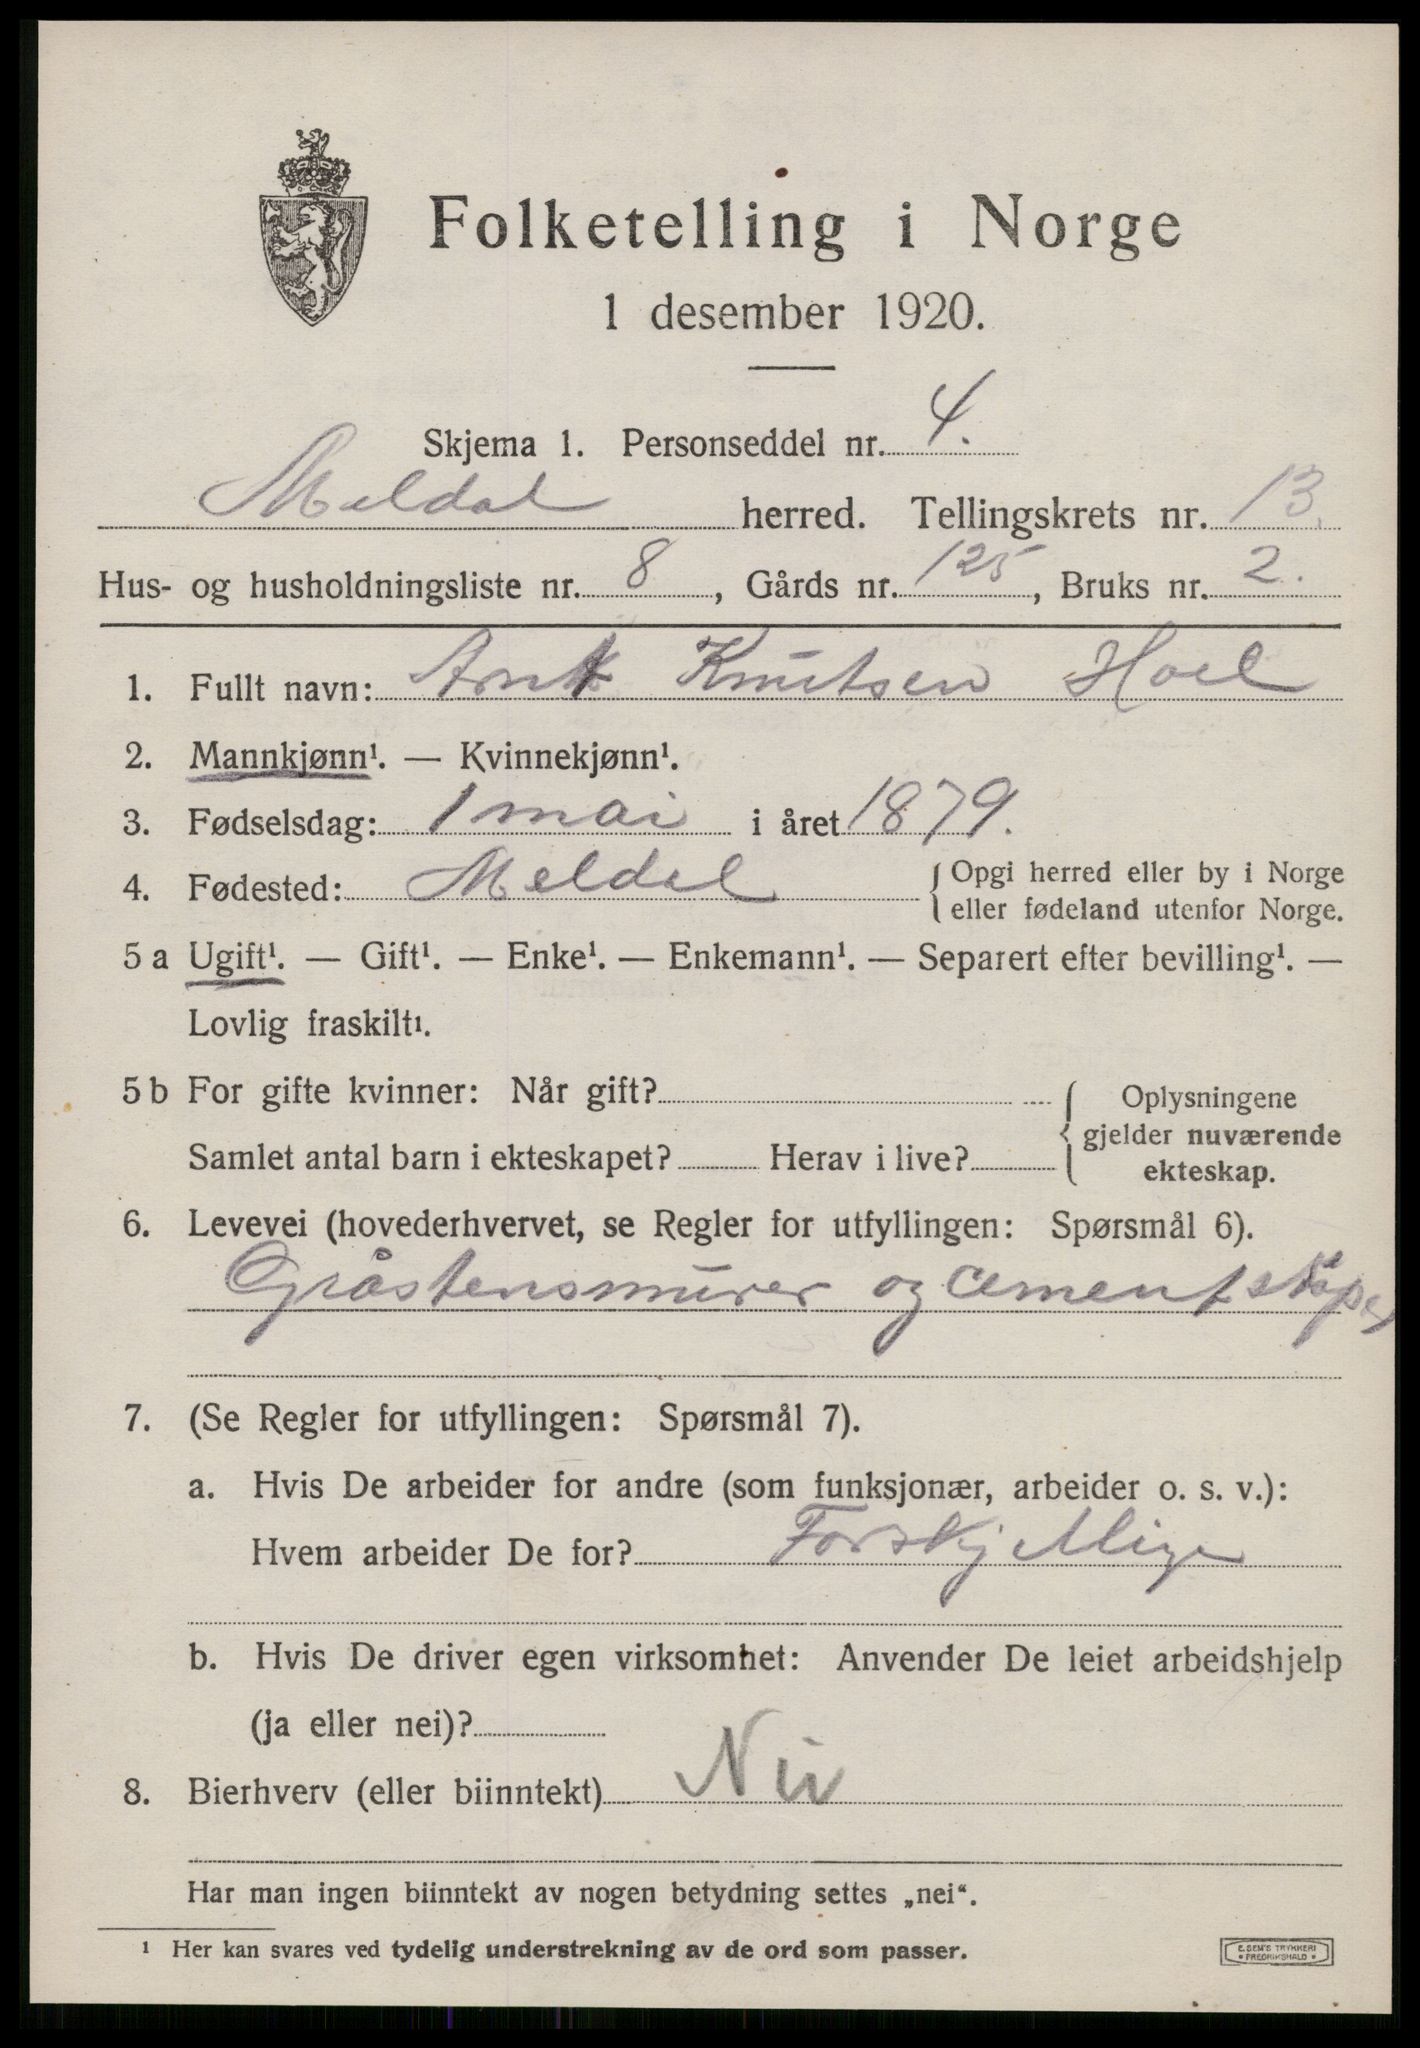 Folketelling i Norge
1 desember 1920.
Skjema 1. Personseddel nr. 4.
Meldal herred. Tellingskrets nr. 13.
Hus- og husholdningsliste nr. 8, Gårds nr. 125, Bruks nr. 2.
1. Fullt navn: Arnt Knutsen Hoel
2. Mannkjønn¹. — Kvinnekjønn¹.
3. Fødselsdag: 1 mai i året 1879.
4. Fødested: Meldal { Opgi herred eller by i Norge
eller fødeland utenfor Norge.
5 a Ugift¹. — Gift¹. — Enke¹. — Enkemann¹. — Separert efter bevilling¹. —
Lovlig fraskilt¹.
5 b For gifte kvinner: Når gift?
Samlet antal barn i ekteskapet? Herav i live?
{ Oplysningene
gjelder nuværende
ekteskap.
6. Levevei (hovederhvervet, se Regler for utfyllingen: Spørsmål 6).
Gråstensmurer og cementstøper
7. (Se Regler for utfyllingen: Spørsmål 7).
a. Hvis De arbeider for andre (som funksjonær, arbeider o. s. v.):
Hvem arbeider De for? Forskjellige
b. Hvis De driver egen virksomhet: Anvender De leiet arbeidshjelp
(ja eller nei)?
8. Bierhverv (eller biinntekt) Nei
Har man ingen biinntekt av nogen betydning settes „nei“.
¹ Her kan svares ved tydelig understrekning av de ord som passer.
E. SEM'S TRYKKERI
FREDRIKSHALD